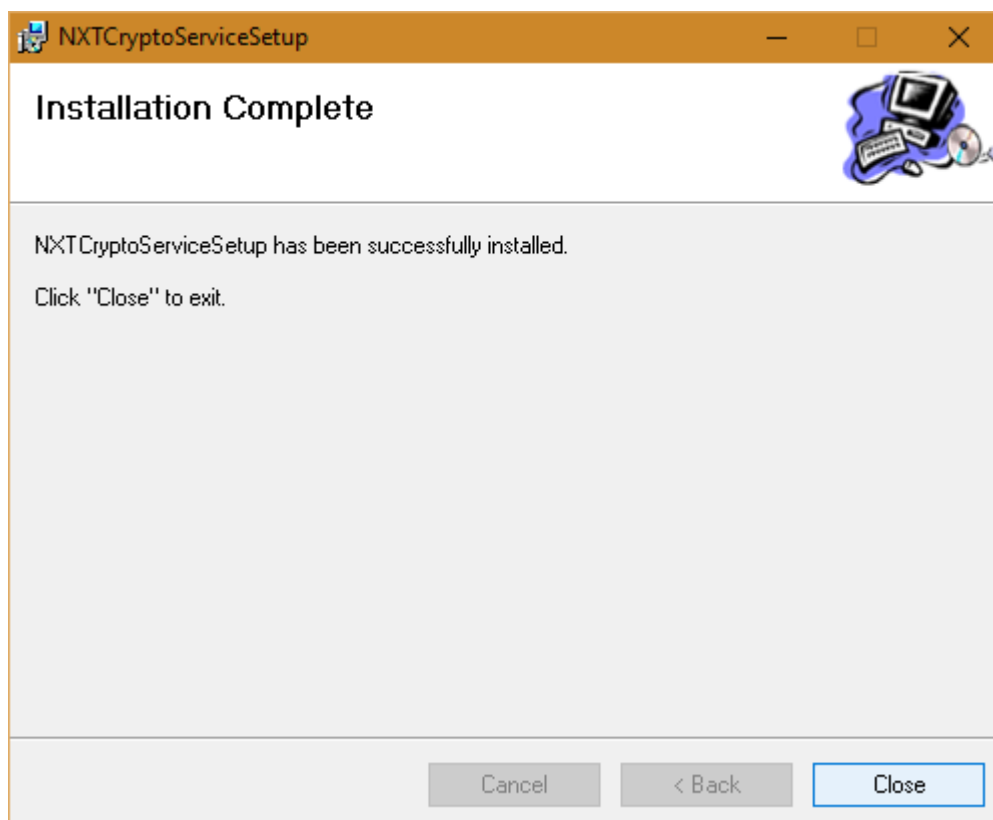 NXTCryptoServiceSetup
Installation Complete
NXTCryptoServiceSetup has been successfully installed.
Click "Close" to exit.
Cancel
< Back
Close